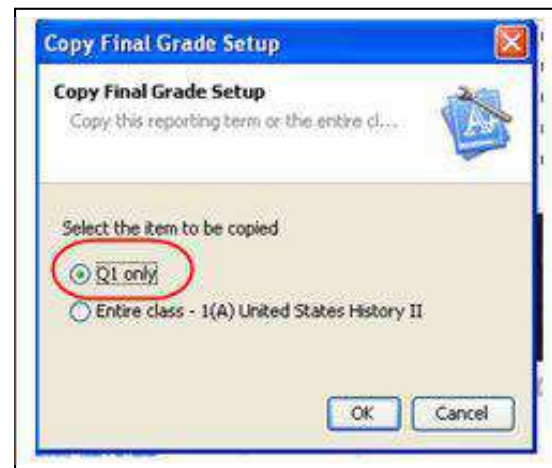 Copy Final Grade Setup
Copy Final Grade Setup
Copy this reporting term or the entire cl...
Select the item to be copied
Q1 only
Entire class - 1(A) United States History II
OK
Cancel